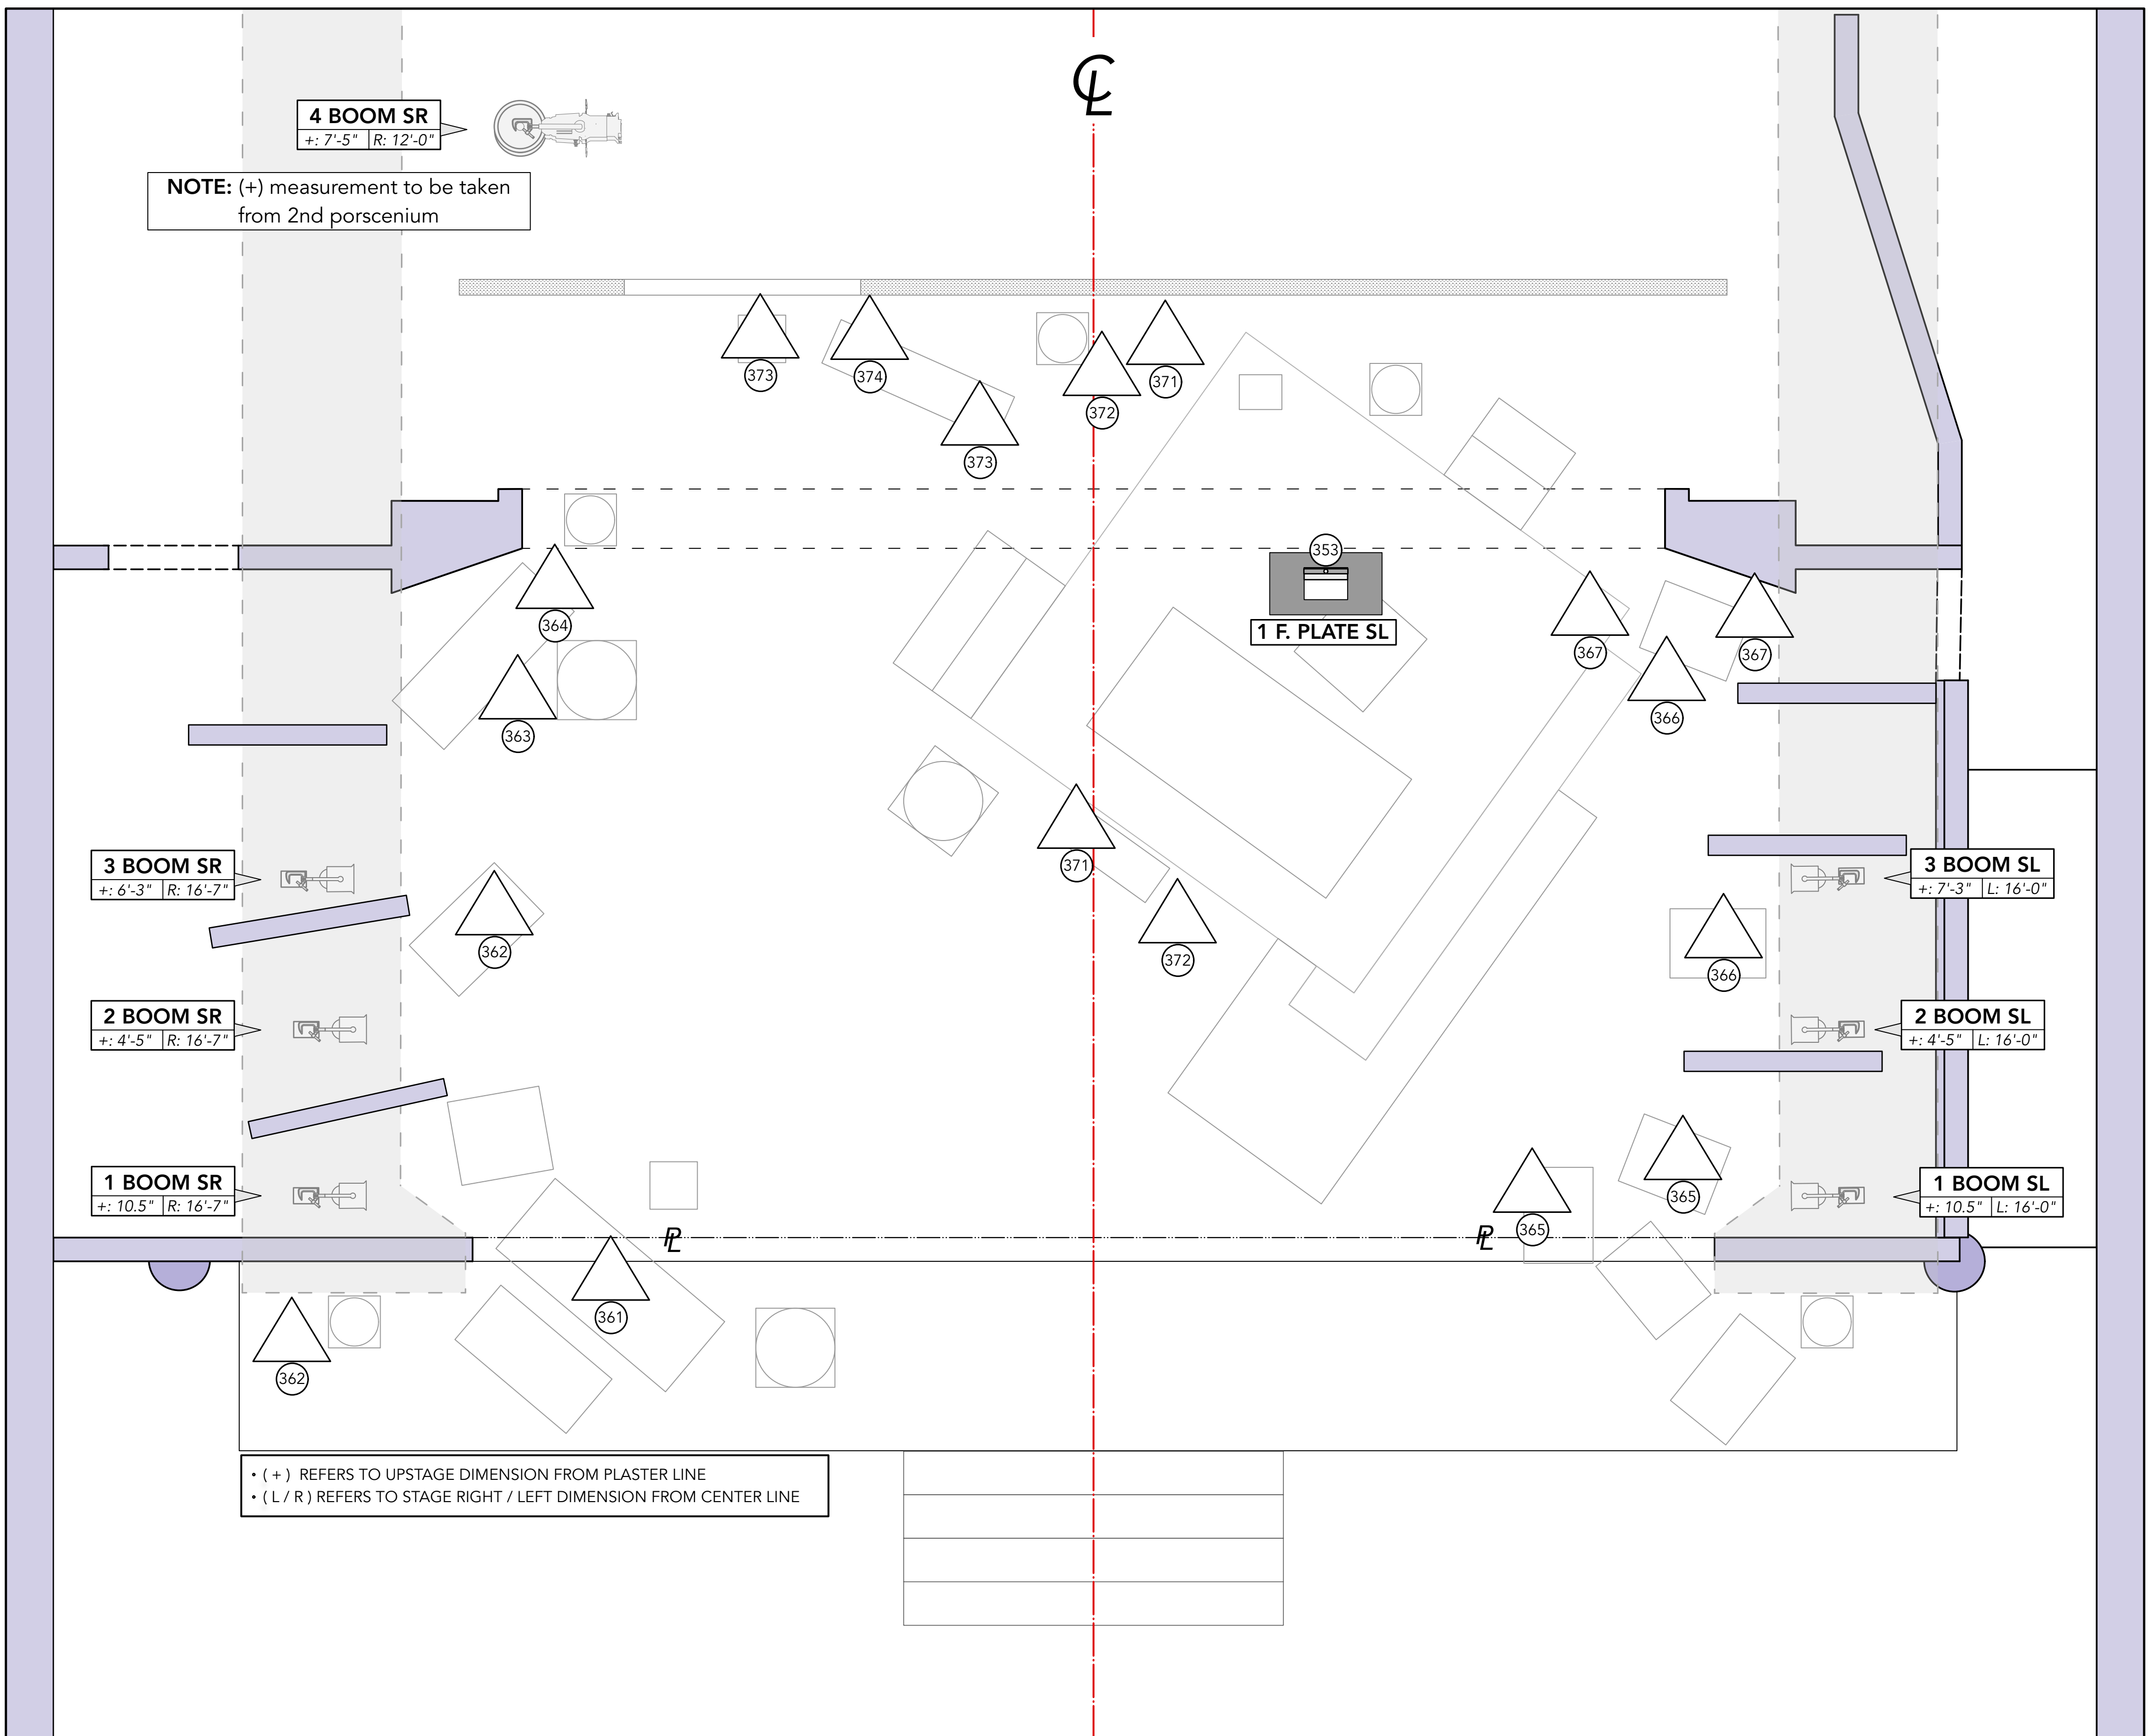 CL
4 BOOM SR
+: 7'-5" R: 12'-0"
NOTE: (+) measurement to be taken
from 2nd porscenium
373
374
372
371
373
353
1 F. PLATE SL
364
367
367
363
366
371
3 BOOM SR
+: 6'-3" R: 16'-7"
3 BOOM SL
+: 7'-3" L: 16'-0"
362
372
366
2 BOOM SR
+: 4'-5" R: 16'-7"
2 BOOM SL
+: 4'-5" L: 16'-0"
1 BOOM SR
+: 10.5" R: 16'-7"
365
1 BOOM SL
+: 10.5" L: 16'-0"
PL
PL
365
361
362
• ( + ) REFERS TO UPSTAGE DIMENSION FROM PLASTER LINE
• ( L / R ) REFERS TO STAGE RIGHT / LEFT DIMENSION FROM CENTER LINE